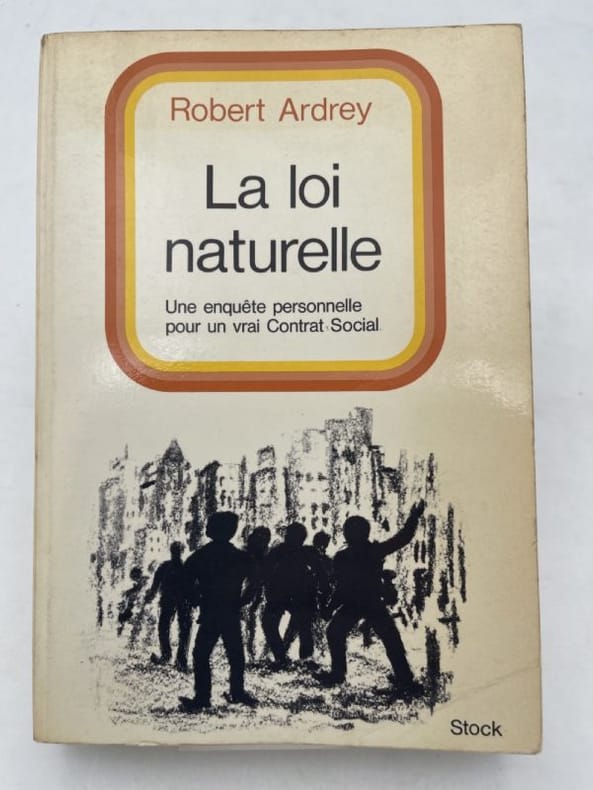 Robert Ardrey
La loi
naturelle
Une enquête personnelle
pour un vrai Contrat Social
Stock